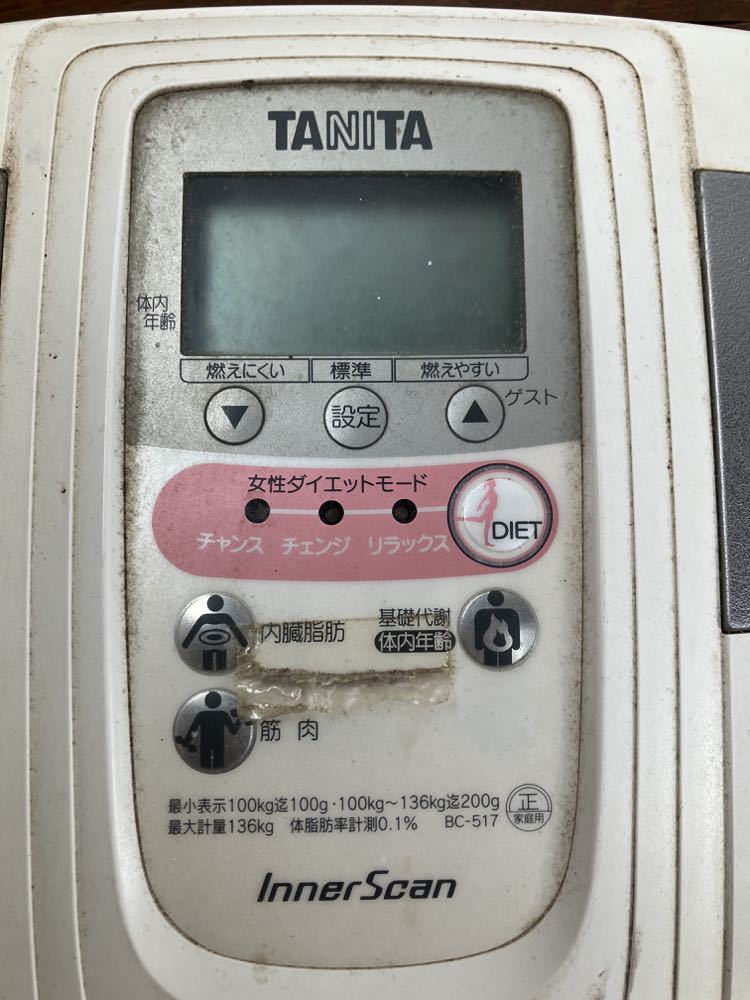 TANITA
体内
年齢
燃えにくい 標準 燃えやすい
▼ 設定 ▲ ゲスト
女性ダイエットモード
チャンス チェンジ リラックス DIET
内臓脂肪
基礎代謝
体内年齢
筋肉
最小表示100kg迄100g・100kg～136kg迄200g
最大計量136kg 体脂肪率計測0.1% BC-517
正
家庭用
InnerScan